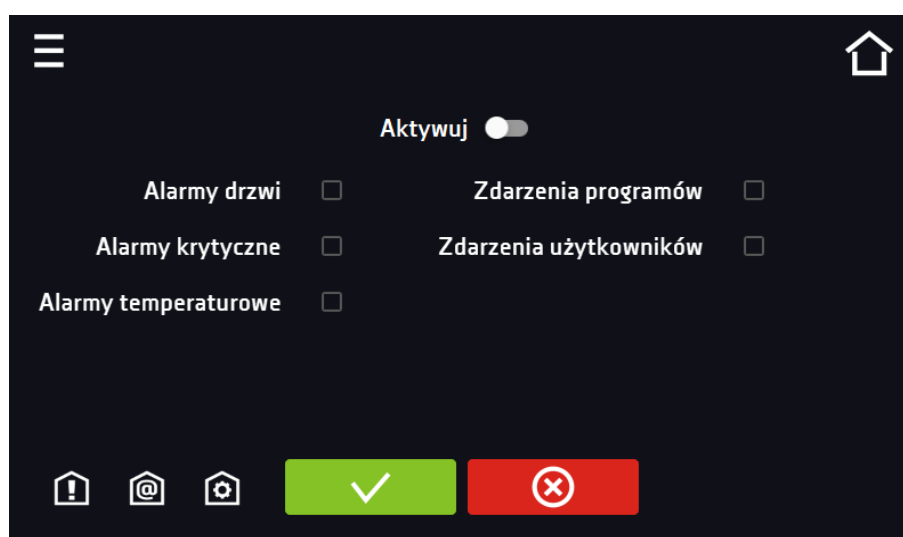 Aktywuj
Alarmy drzwi
Zdarzenia programów
Alarmy krytyczne
Zdarzenia użytkowników
Alarmy temperaturowe